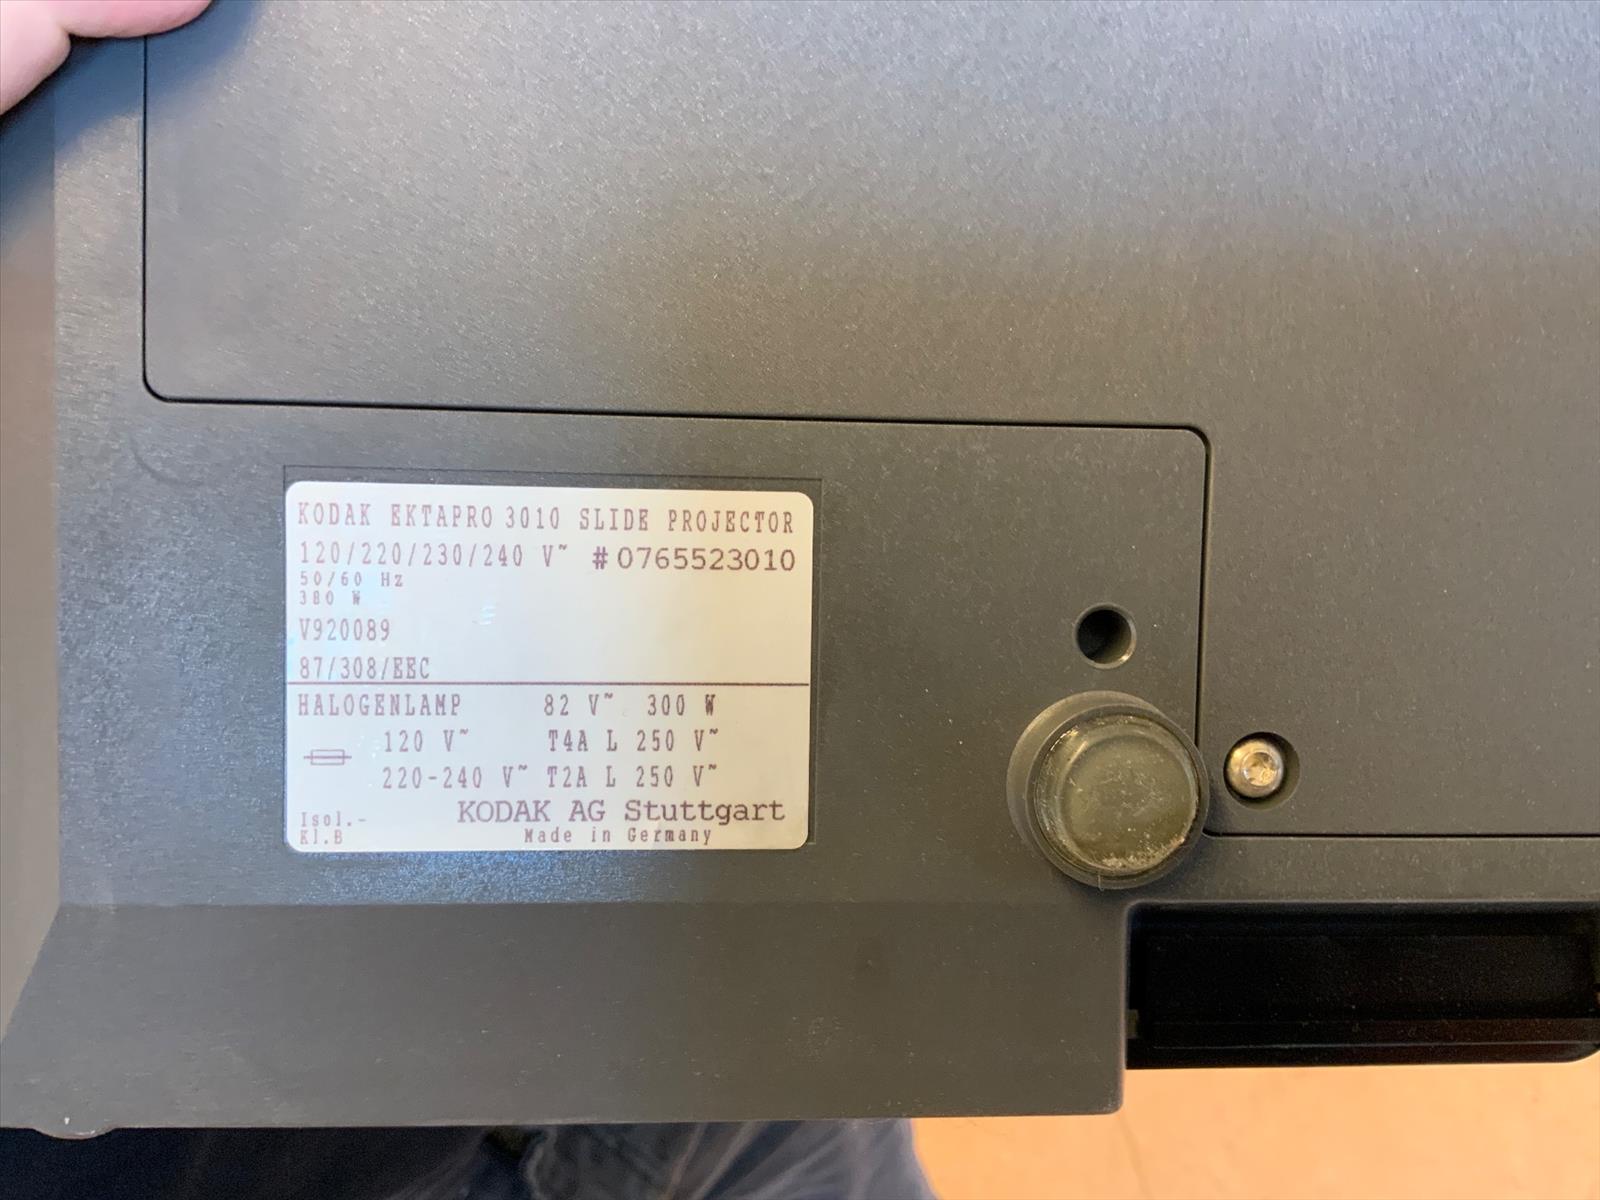 KODAK EKTAPRO 3010 SLIDE PROJECTOR
120/220/230/240 V~ #0765523010
50/60 Hz
380 W
V920089
87/308/EEC
HALOGENLAMP 82 V~ 300 W
120 V~ T4A L 250 V~
220-240 V~ T2A L 250 V~
KODAK AG Stuttgart
Isol.-
Kl.B Made in Germany